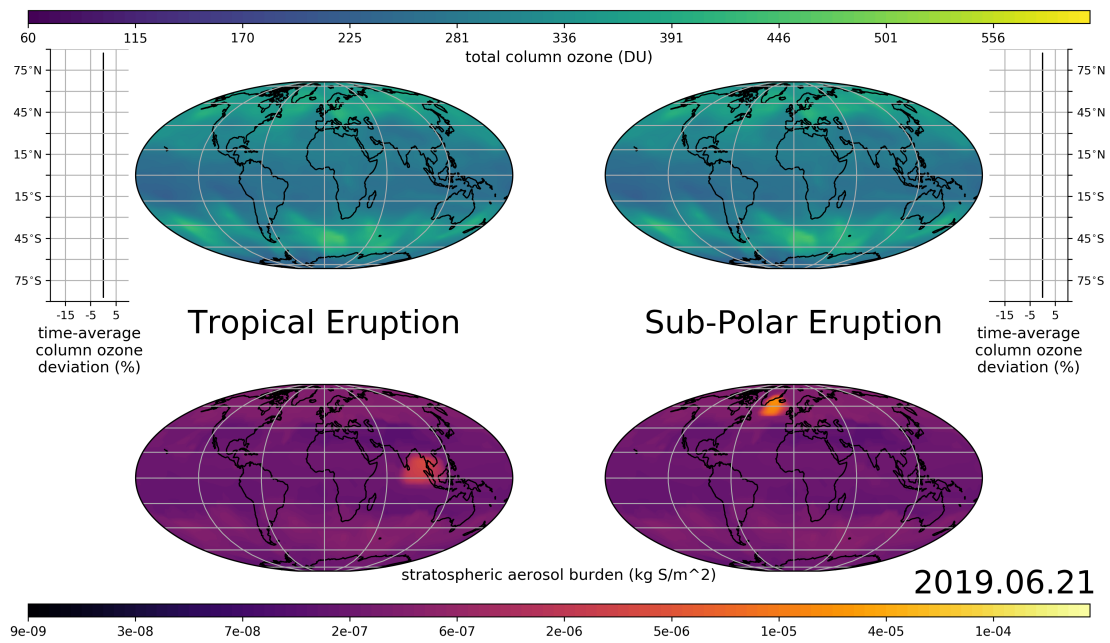 60 115 170 225 281 336 391 446 501 556
total column ozone (DU)
75°N 75°N
45°N 45°N
15°N 15°N
15°S 15°S
45°S 45°S
75°S 75°S
-15 -5 5 -15 -5 5
time-average
column ozone
deviation (%)
Tropical Eruption
Sub-Polar Eruption
time-average
column ozone
deviation (%)
stratospheric aerosol burden (kg S/m^2)
2019.06.21
9e-09 3e-08 7e-08 2e-07 6e-07 2e-06 5e-06 1e-05 4e-05 1e-04